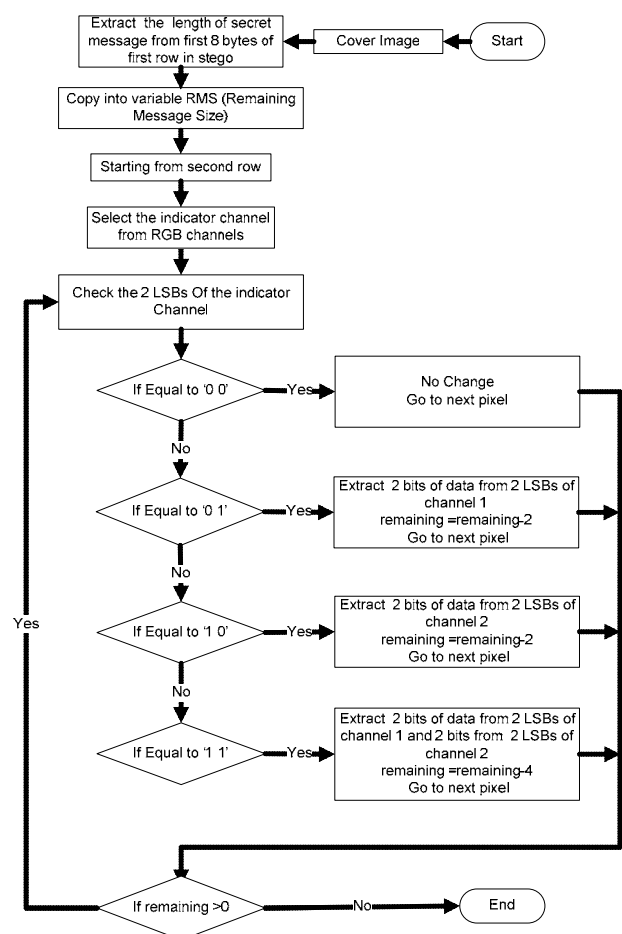 Start
Cover Image
Extract the length of secret
message from first 8 bytes of
first row in stego
Copy into variable RMS (Remaining
Message Size)
Starting from second row
Select the indicator channel
from RGB channels
Check the 2 LSBs Of the indicator
Channel
If Equal to ‘0 0’
Yes
No Change
Go to next pixel
No
If Equal to ‘0 1’
Yes
Extract 2 bits of data from 2 LSBs of
channel 1
remaining =remaining-2
Go to next pixel
No
If Equal to ‘1 0’
Yes
Extract 2 bits of data from 2 LSBs of
channel 2
remaining =remaining-2
Go to next pixel
No
If Equal to ‘1 1’
Yes
Extract 2 bits of data from 2 LSBs of
channel 1 and 2 bits from 2 LSBs of
channel 2
remaining =remaining-4
Go to next pixel
Yes
If remaining >0
No
End